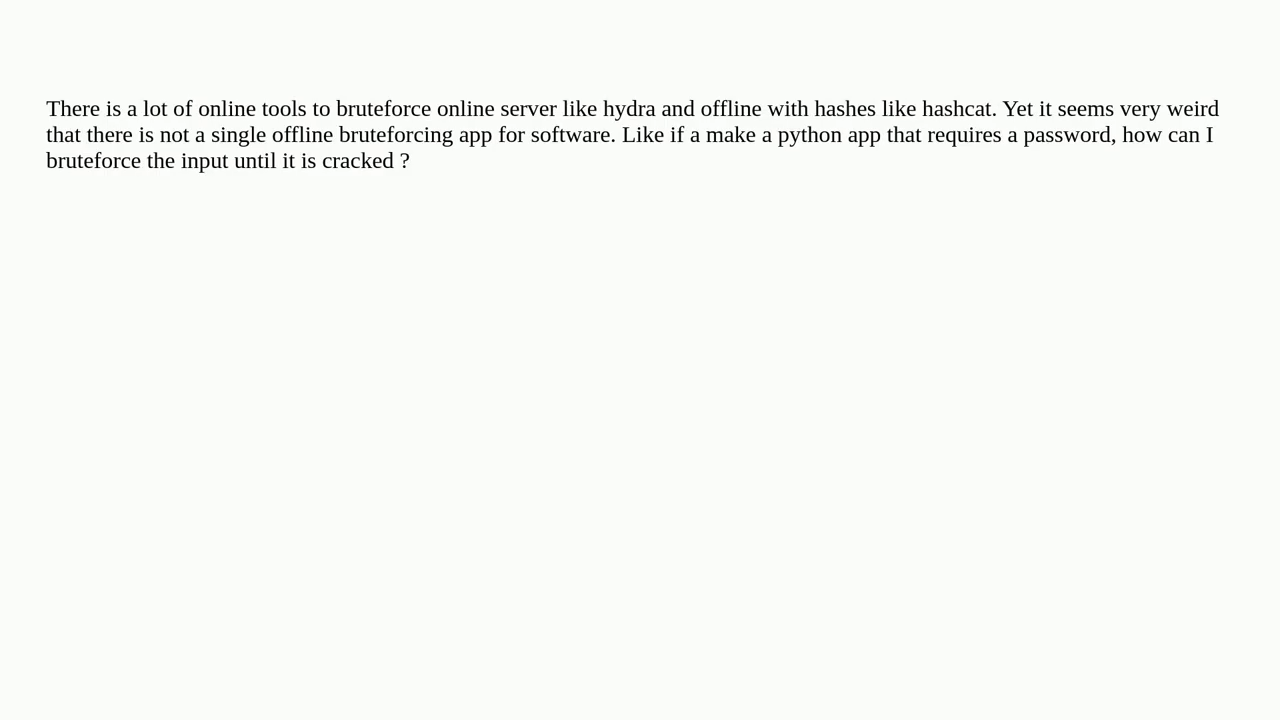 There is a lot of online tools to bruteforce online server like hydra and offline with hashes like hashcat. Yet it seems very weird
that there is not a single offline bruteforcing app for software. Like if a make a python app that requires a password, how can I
bruteforce the input until it is cracked ?